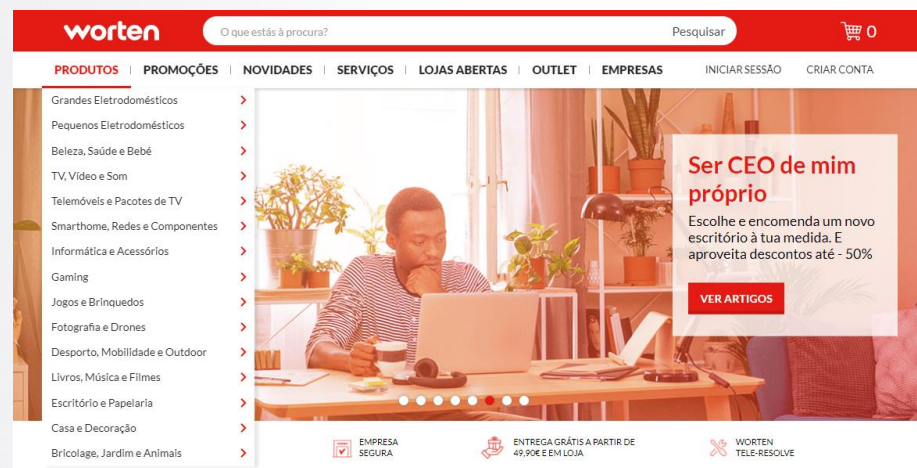 worten
O que estás à procura?
Pesquisar
0
PRODUTOS
PROMOÇÕES
NOVIDADES
SERVIÇOS
LOJAS ABERTAS
OUTLET
EMPRESAS
INICIAR SESSÃO
CRIAR CONTA
Grandes Eletrodomésticos
Pequenos Eletrodomésticos
Beleza, Saúde e Bebé
TV, Vídeo e Som
Telemóveis e Pacotes de TV
Smarthome, Redes e Componentes
Informática e Acessórios
Gaming
Jogos e Brinquedos
Fotografia e Drones
Desporto, Mobilidade e Outdoor
Livros, Música e Filmes
Escritório e Papelaria
Casa e Decoração
Bricolage, Jardim e Animais
Ser CEO de mim
próprio
Escolhe e encomenda um novo
escritório à tua medida. E
aproveita descontos até - 50%
VER ARTIGOS
EMPRESA
SEGURA
ENTREGA GRÁTIS A PARTIR DE
49,90€ E EM LOJA
WORTEN
TELE-RESOLVE